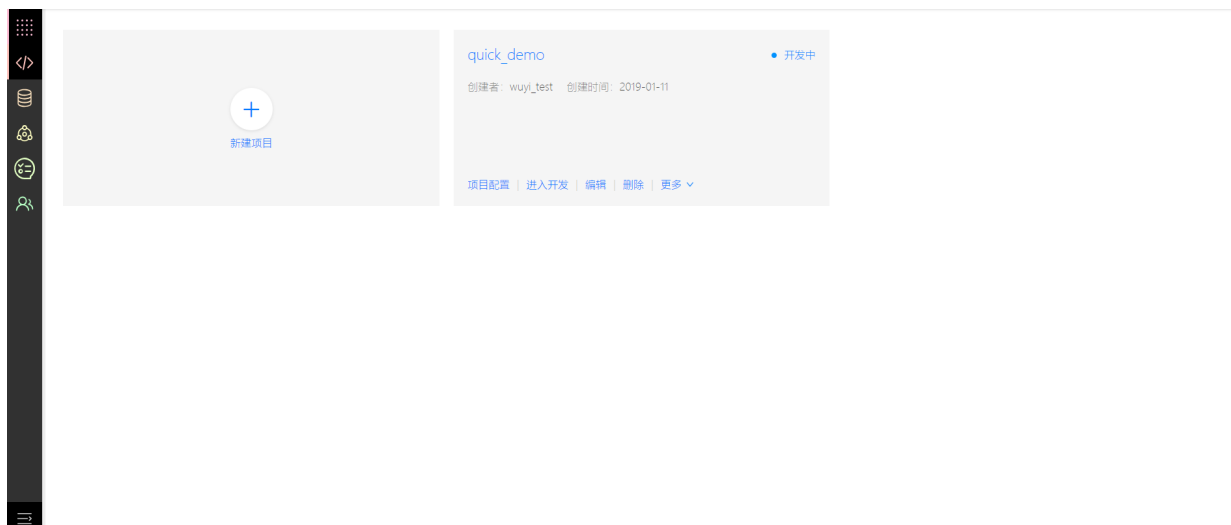 quick_demo
开发中
创建者: wuyi_test 创建时间: 2019-01-11
新建项目
项目配置 | 进入开发 | 编辑 | 删除 | 更多